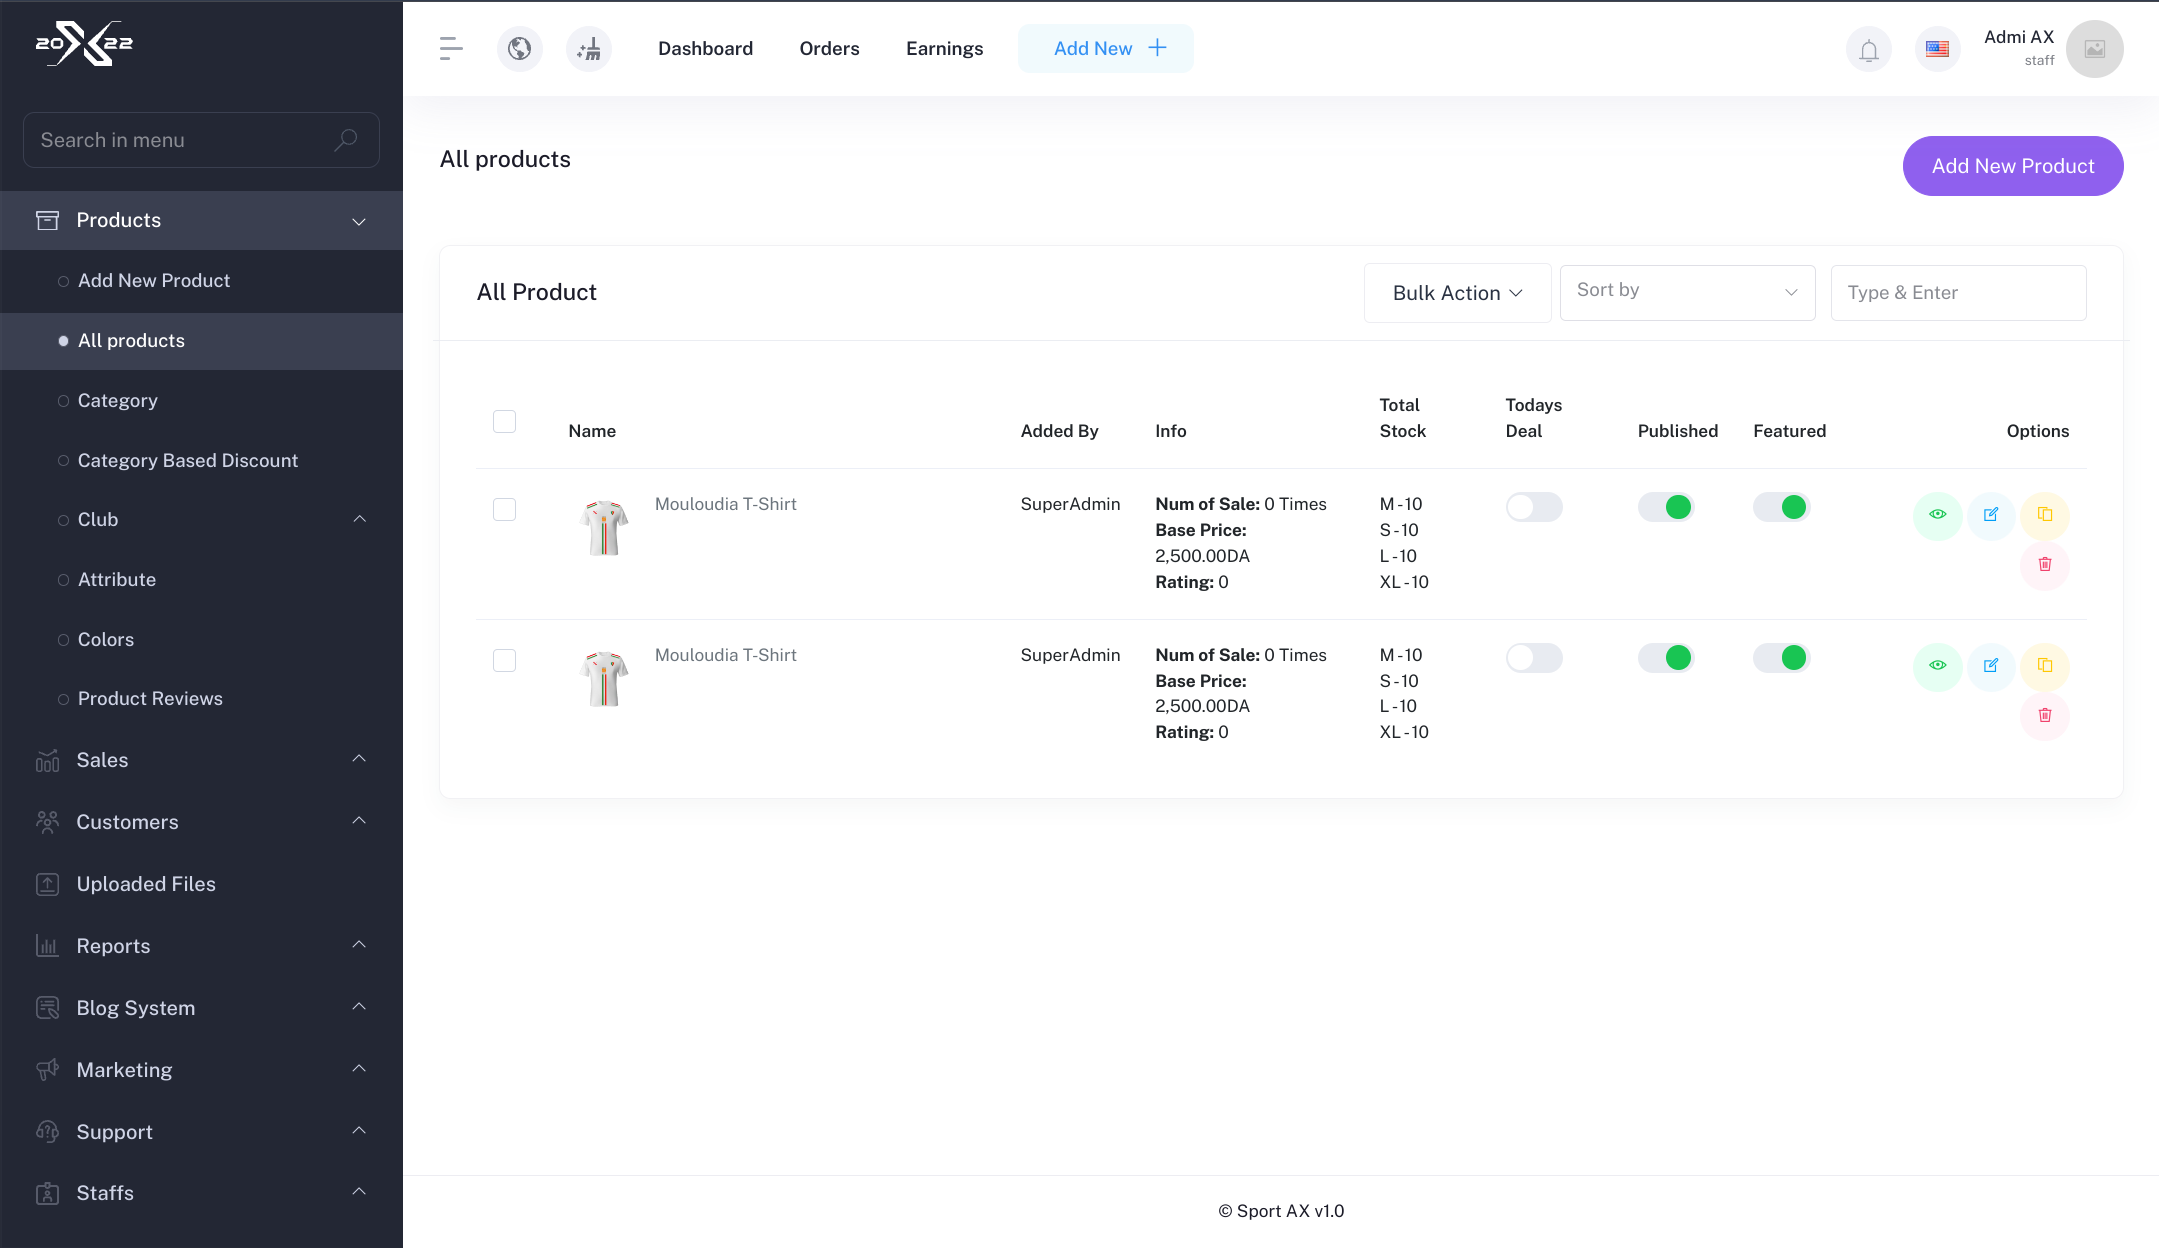 20X22
Search in menu
Products
Add New Product
All products
Category
Category Based Discount
Club
Attribute
Colors
Product Reviews
Sales
Customers
Uploaded Files
Reports
Blog System
Marketing
Support
Staffs
Dashboard
Orders
Earnings
Add New
Admi AX
staff
All products
Add New Product
All Product
Bulk Action
Sort by
Type & Enter
Name
Added By
Info
Total
Stock
Todays
Deal
Published
Featured
Options
Mouloudia T-Shirt
SuperAdmin
Num of Sale: 0 Times
Base Price:
2,500.00DA
Rating: 0
M - 10
S - 10
L - 10
XL - 10
Mouloudia T-Shirt
SuperAdmin
Num of Sale: 0 Times
Base Price:
2,500.00DA
Rating: 0
M - 10
S - 10
L - 10
XL - 10
© Sport AX v1.0